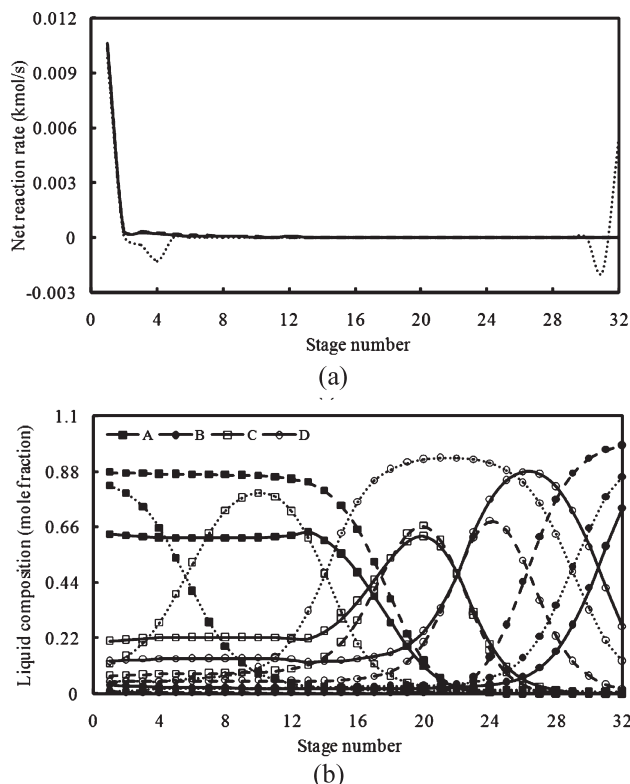 0.012
0.009
0.006
0.003
0
-0.003
Net reaction rate (kmol/s)
0 4 8 12 16 20 24 28 32
Stage number
(a)
1.1
0.88
0.66
0.44
0.22
0
Liquid composition (mole fraction)
A B C D
0 4 8 12 16 20 24 28 32
Stage number
(b)